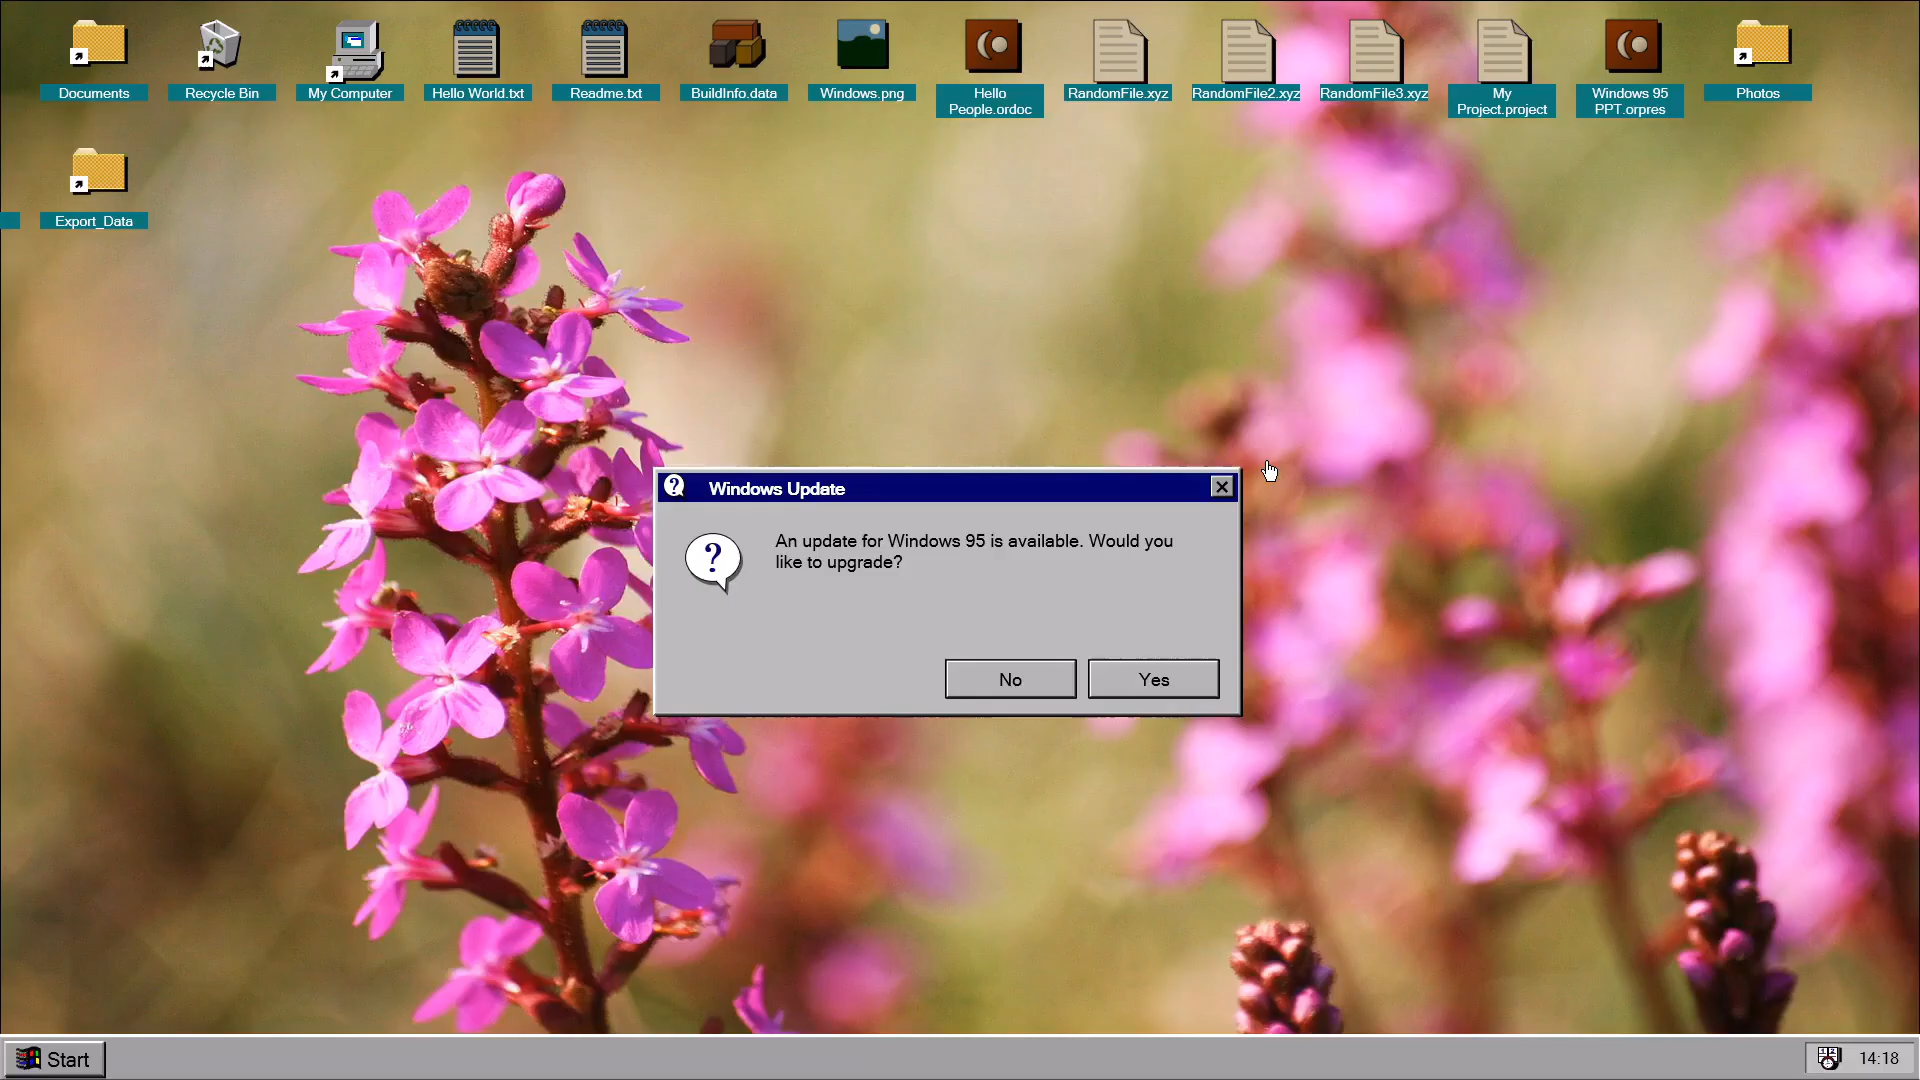 Documents
Recycle Bin
My Computer
Hello World.txt
Readme.txt
BuildInfo.data
Windows.png
Hello
People.ordoc
RandomFile.xyz
RandomFile2.xyz
RandomFile3.xyz
My
Project.project
Windows 95
PPT.orpres
Photos
Export_Data
Windows Update
An update for Windows 95 is available. Would you
like to upgrade?
No
Yes
Start
14:18